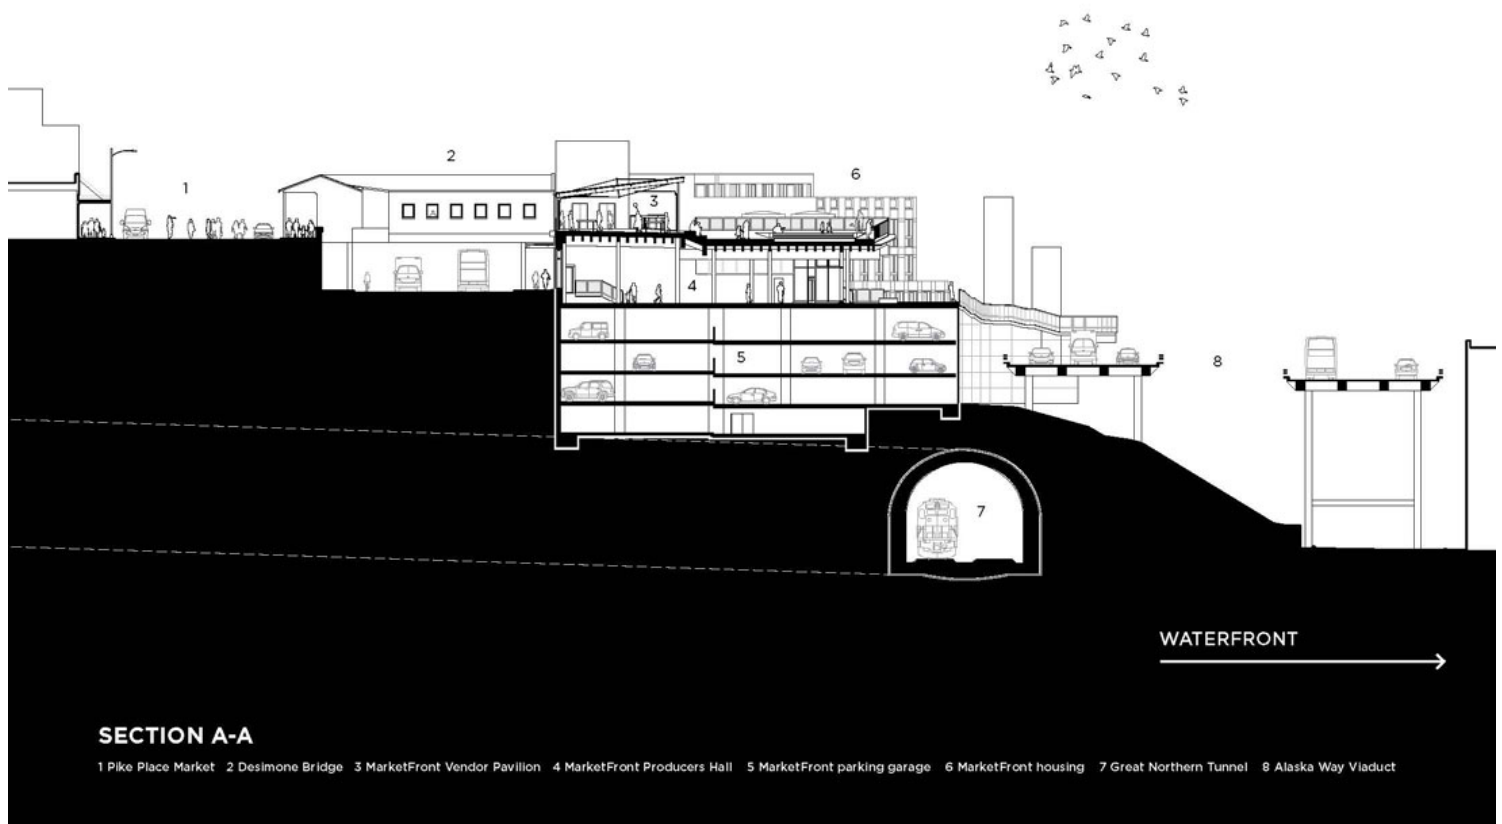 1
2
3
6
4
5
8
7
WATERFRONT
SECTION A-A
1 Pike Place Market 2 Desimone Bridge 3 MarketFront Vendor Pavilion 4 MarketFront Producers Hall 5 MarketFront parking garage 6 MarketFront housing 7 Great Northern Tunnel 8 Alaska Way Viaduct